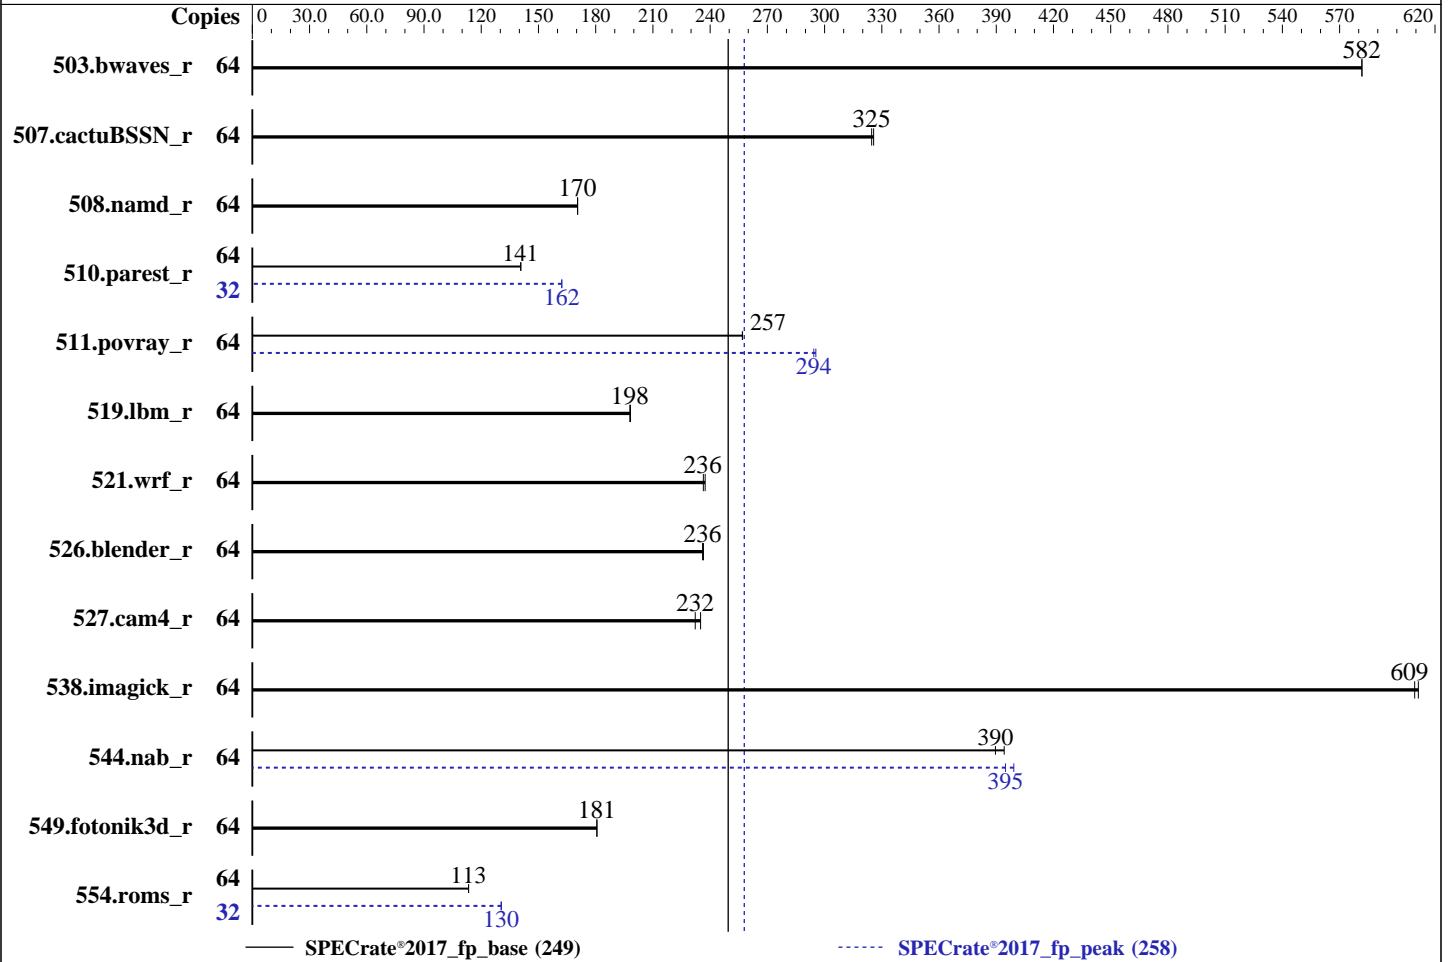 Copies 0 30.0 60.0 90.0 120 150 180 210 240 270 300 330 360 390 420 450 480 510 540 570 620
503.bwaves_r 64 582
507.cactuBSSN_r 64 325
508.namd_r 64 170
510.parest_r 64 141
32 162
511.povray_r 64 257
294
519.lbm_r 64 198
521.wrf_r 64 236
526.blender_r 64 236
527.cam4_r 64 232
538.imagick_r 64 609
544.nab_r 64 390
395
549.fotonik3d_r 64 181
554.roms_r 64 113
32 130
SPECrate®2017_fp_base (249) SPECrate®2017_fp_peak (258)